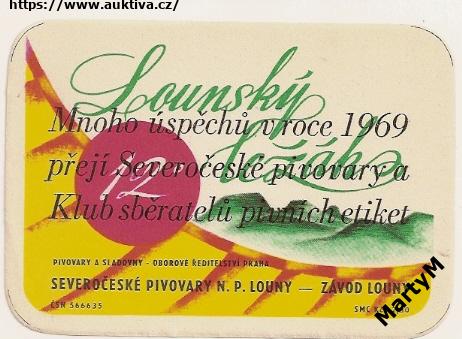 https://www.auktiva.cz/
Lounský
ležák
Mnoho úspěchů v roce 1969
přejí Severočeské pivovary a
Klub sběratelů pivních etiket
12°
PIVOVARY A SLADOVNY - OBOROVÉ ŘEDITELSTVÍ PRAHA
SEVEROČESKÉ PIVOVARY N. P. LOUNY — ZÁVOD LOUNY
ČSN 566635
SMC
MartyM